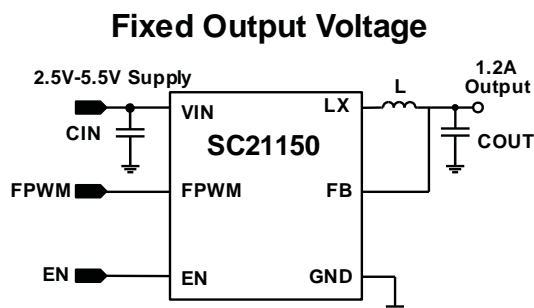 Fixed Output Voltage
2.5V-5.5V Supply
1.2A
Output
L
VIN
LX
CIN
SC21150
COUT
FPWM
FPWM
FB
EN
EN
GND